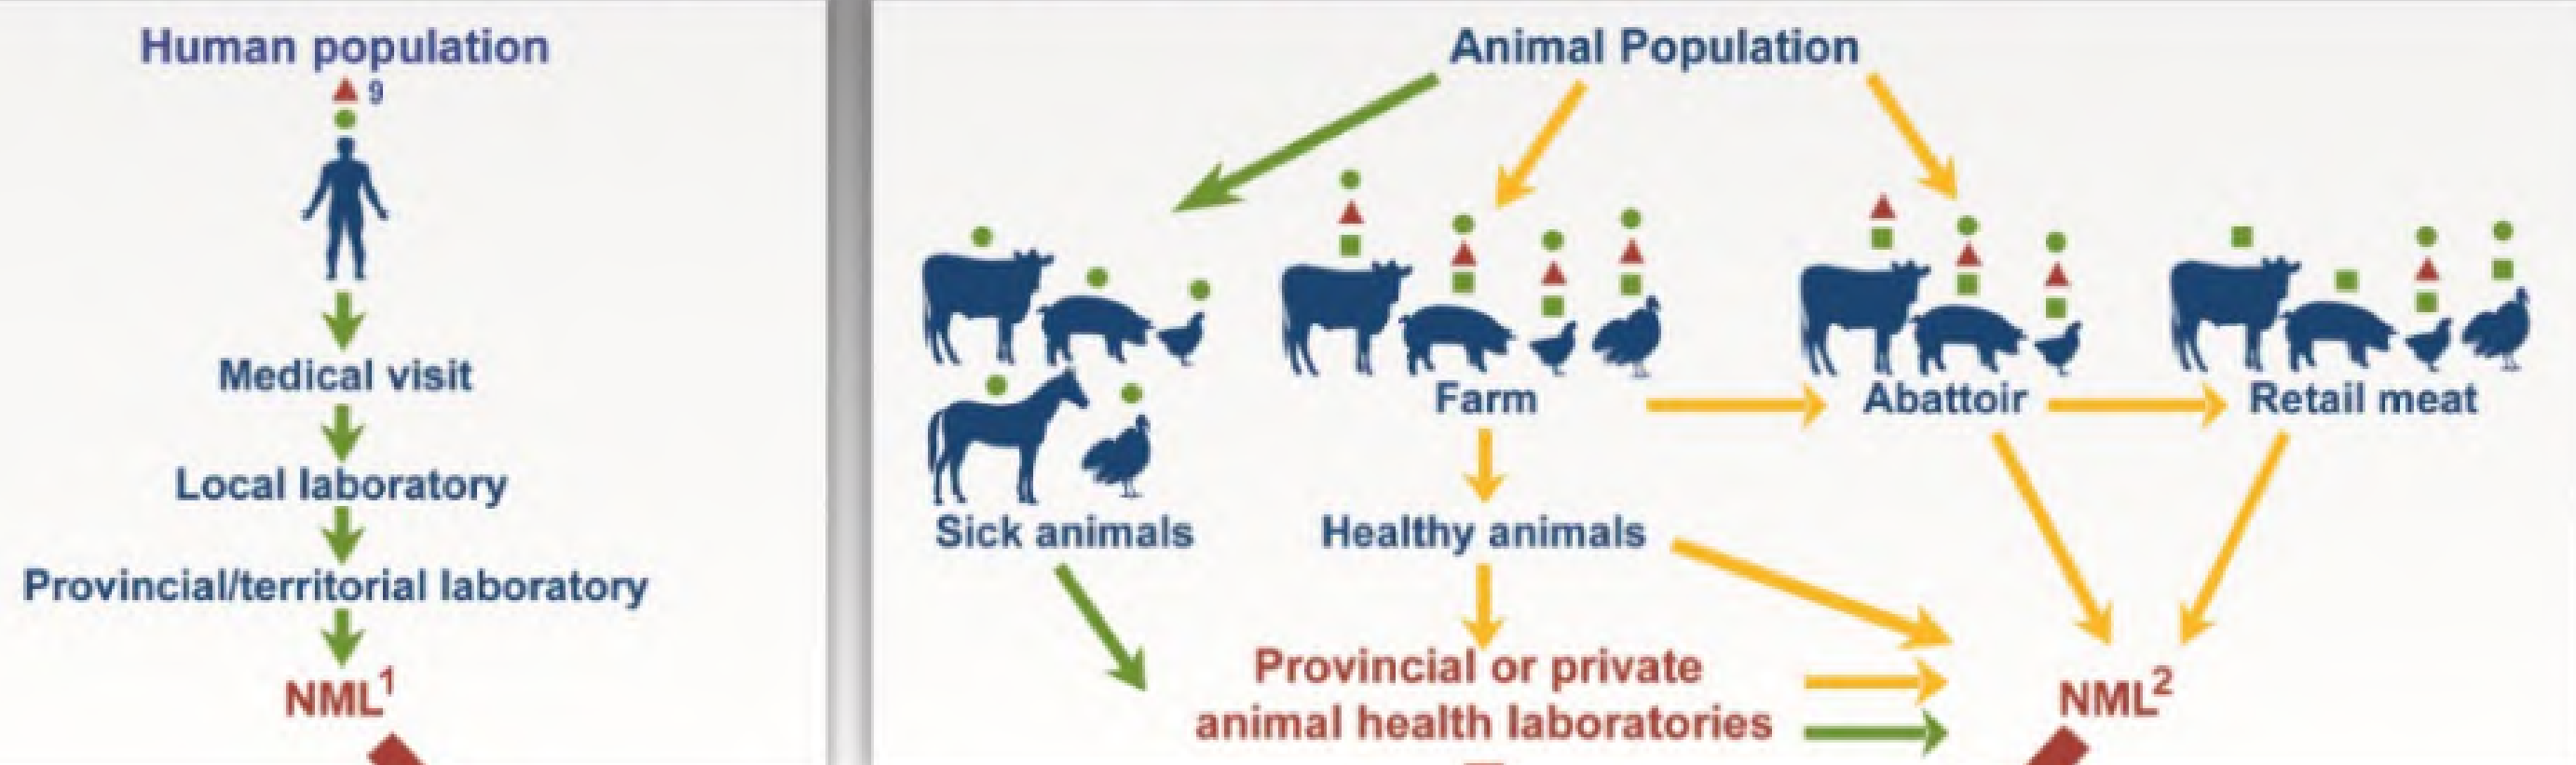 Human population
9
Medical visit
Local laboratory
Provincial/territorial laboratory
NML1
Animal Population
Farm
Abattoir
Retail meat
Sick animals
Healthy animals
Provincial or private
animal health laboratories
NML2